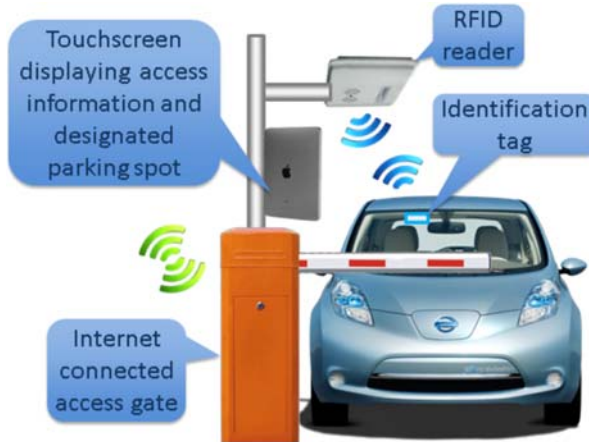 Touchscreen
displaying access
information and
designated
parking spot
RFID
reader
Identification
tag
Internet
connected
access gate